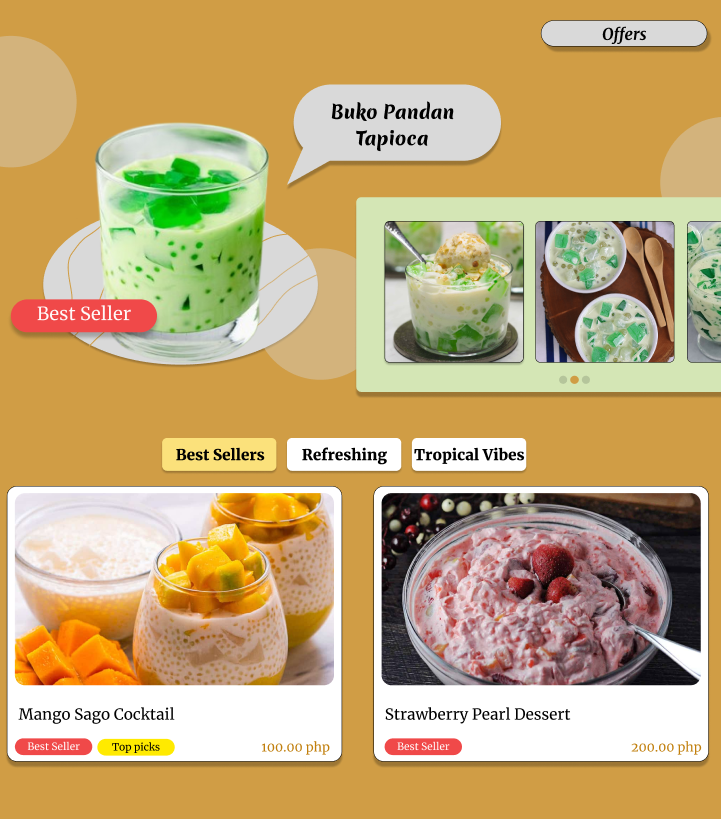 Offers
Buko Pandan
Tapioca
Best Seller
Best Sellers
Refreshing
Tropical Vibes
Mango Sago Cocktail
Best Seller
Top picks
100.00 php
Strawberry Pearl Dessert
Best Seller
200.00 php